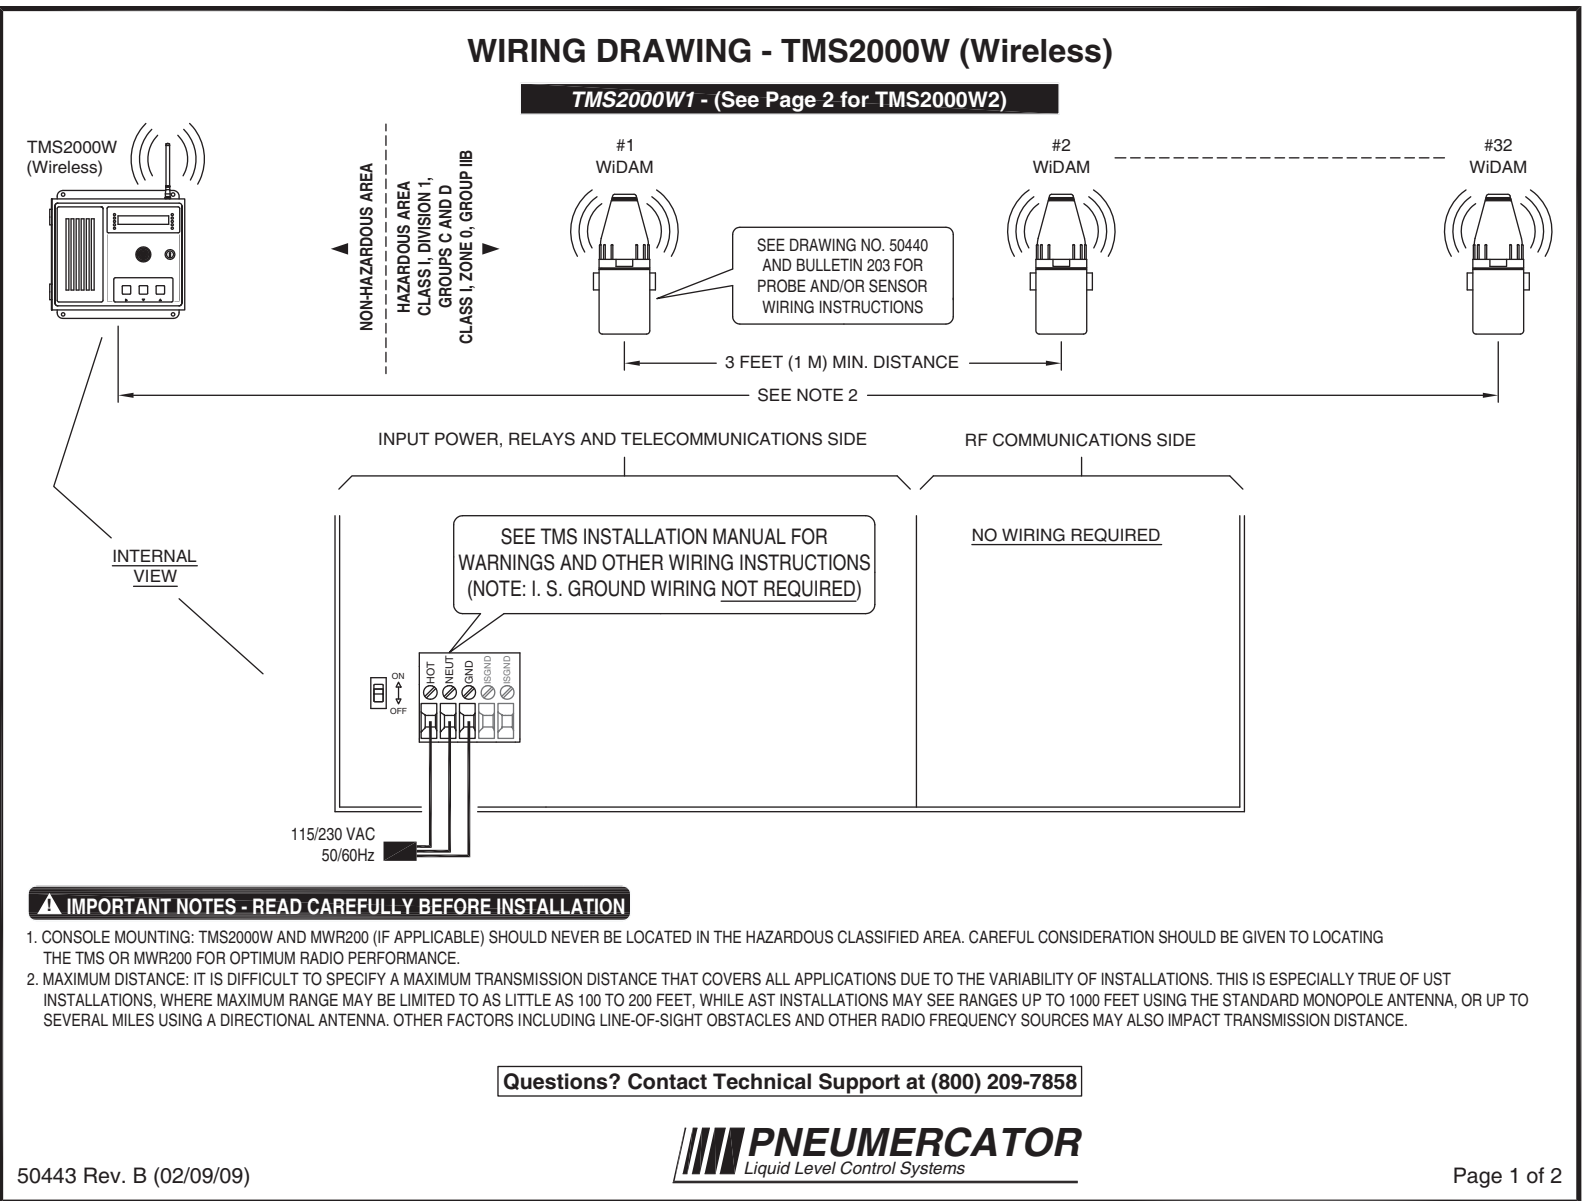 WIRING DRAWING - TMS2000W (Wireless)
TMS2000W1 - (See Page 2 for TMS2000W2)
TMS2000W
(Wireless)
NON-HAZARDOUS AREA
HAZARDOUS AREA
CLASS I, DIVISION 1,
GROUPS C AND D
CLASS I, ZONE 0, GROUP IIB
#1
WiDAM
#2
WiDAM
#32
WiDAM
SEE DRAWING NO. 50440
AND BULLETIN 203 FOR
PROBE AND/OR SENSOR
WIRING INSTRUCTIONS
3 FEET (1 M) MIN. DISTANCE
SEE NOTE 2
INPUT POWER, RELAYS AND TELECOMMUNICATIONS SIDE
RF COMMUNICATIONS SIDE
SEE TMS INSTALLATION MANUAL FOR
WARNINGS AND OTHER WIRING INSTRUCTIONS
(NOTE: I. S. GROUND WIRING NOT REQUIRED)
NO WIRING REQUIRED
INTERNAL
VIEW
ON
OFF
HOT
NEUT
GND
ISGND
ISGND
115/230 VAC
50/60Hz
IMPORTANT NOTES - READ CAREFULLY BEFORE INSTALLATION
1. CONSOLE MOUNTING: TMS2000W AND MWR200 (IF APPLICABLE) SHOULD NEVER BE LOCATED IN THE HAZARDOUS CLASSIFIED AREA. CAREFUL CONSIDERATION SHOULD BE GIVEN TO LOCATING
THE TMS OR MWR200 FOR OPTIMUM RADIO PERFORMANCE.
2. MAXIMUM DISTANCE: IT IS DIFFICULT TO SPECIFY A MAXIMUM TRANSMISSION DISTANCE THAT COVERS ALL APPLICATIONS DUE TO THE VARIABILITY OF INSTALLATIONS. THIS IS ESPECIALLY TRUE OF UST
INSTALLATIONS, WHERE MAXIMUM RANGE MAY BE LIMITED TO AS LITTLE AS 100 TO 200 FEET, WHILE AST INSTALLATIONS MAY SEE RANGES UP TO 1000 FEET USING THE STANDARD MONOPOLE ANTENNA, OR UP TO
SEVERAL MILES USING A DIRECTIONAL ANTENNA. OTHER FACTORS INCLUDING LINE-OF-SIGHT OBSTACLES AND OTHER RADIO FREQUENCY SOURCES MAY ALSO IMPACT TRANSMISSION DISTANCE.
Questions? Contact Technical Support at (800) 209-7858
PNEUMERCATOR
Liquid Level Control Systems
50443 Rev. B (02/09/09)
Page 1 of 2